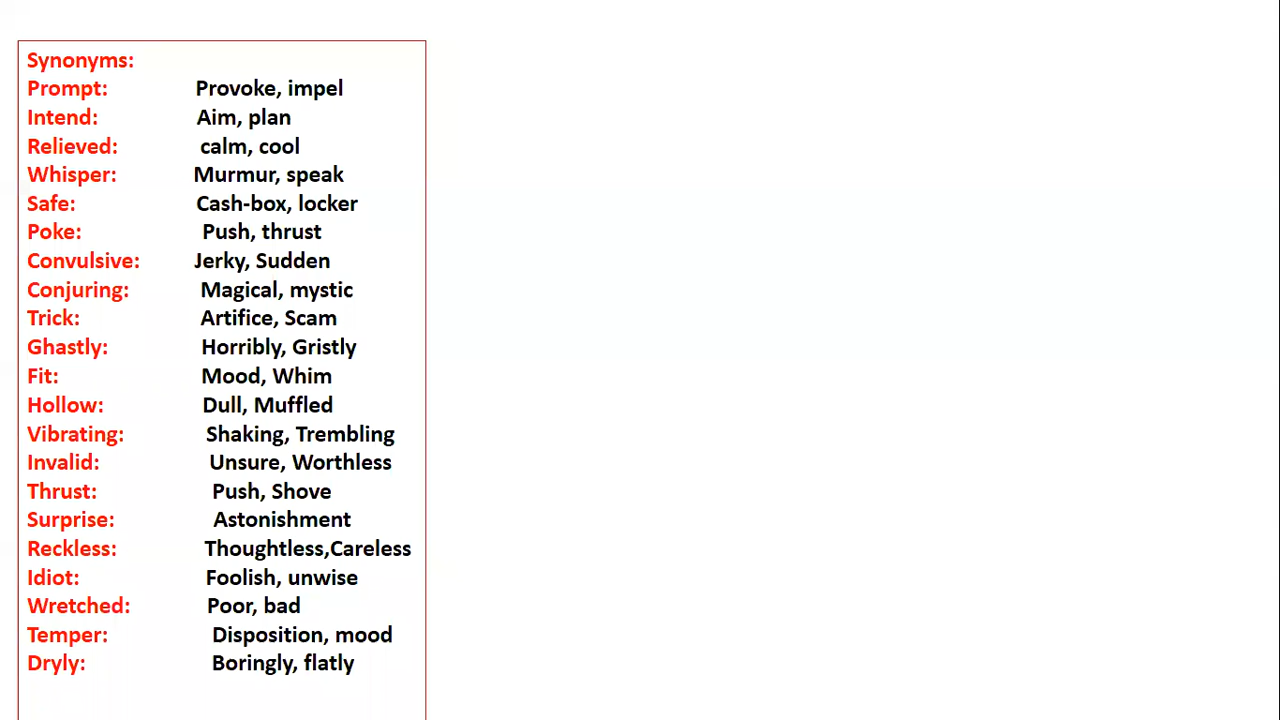 Synonyms:
Prompt: Provoke, impel
Intend: Aim, plan
Relieved: calm, cool
Whisper: Murmur, speak
Safe: Cash-box, locker
Poke: Push, thrust
Convulsive: Jerky, Sudden
Conjuring: Magical, mystic
Trick: Artifice, Scam
Ghastly: Horribly, Gristly
Fit: Mood, Whim
Hollow: Dull, Muffled
Vibrating: Shaking, Trembling
Invalid: Unsure, Worthless
Thrust: Push, Shove
Surprise: Astonishment
Reckless: Thoughtless,Careless
Idiot: Foolish, unwise
Wretched: Poor, bad
Temper: Disposition, mood
Dryly: Boringly, flatly